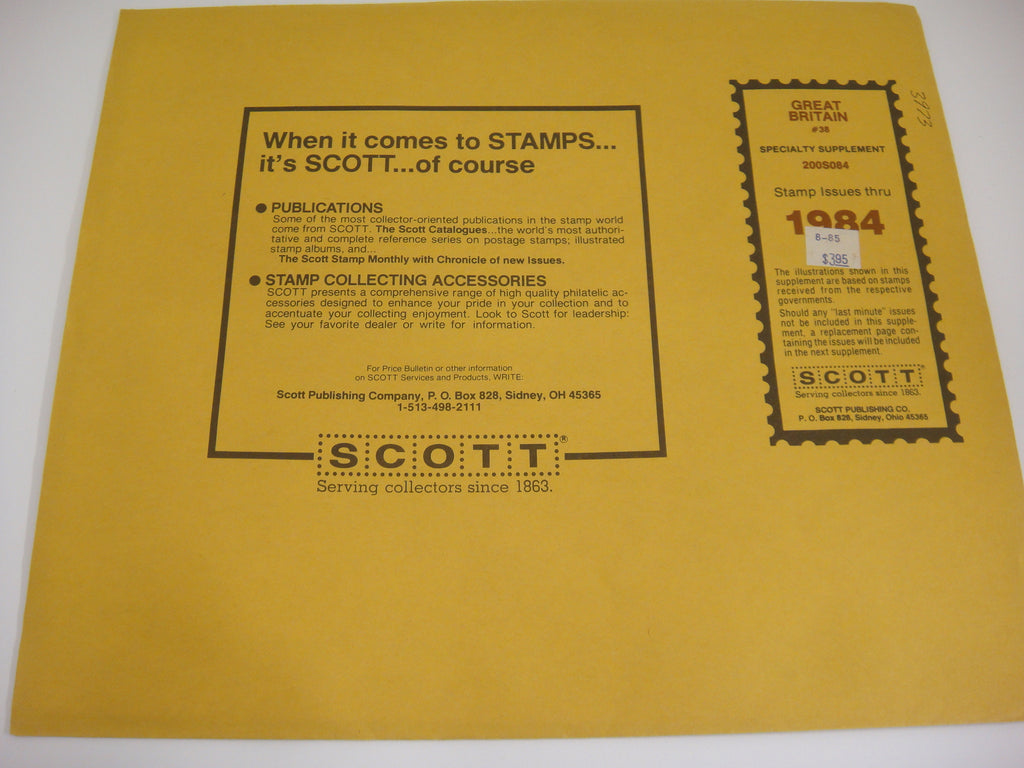 When it comes to STAMPS...
it's SCOTT...of course
● PUBLICATIONS
Some of the most collector-oriented publications in the stamp world
come from SCOTT. The Scott Catalogues...the world's most authori-
tative and complete reference series on postage stamps; illustrated
stamp albums, and...
The Scott Stamp Monthly with Chronicle of new Issues.
● STAMP COLLECTING ACCESSORIES
SCOTT presents a comprehensive range of high quality philatelic ac-
cessories designed to enhance your pride in your collection and to
accentuate your collecting enjoyment. Look to Scott for leadership:
See your favorite dealer or write for information.
For Price Bulletin or other information
on SCOTT Services and Products, WRITE:
Scott Publishing Company, P. O. Box 828, Sidney, OH 45365
1-513-498-2111
SCOTT®
Serving collectors since 1863.
GREAT
BRITAIN
#38
SPECIALTY SUPPLEMENT
200S084
Stamp Issues thru
1984
8-85
$395
The illustrations shown in this
supplement are based on stamps
received from the respective
governments.
Should any "last minute" issues
not be included in this supple-
ment, a replacement page con-
taining the issues will be included
in the next supplement.
SCOTT®
Serving collectors since 1863.
SCOTT PUBLISHING CO.
P. O. Box 828, Sidney, Ohio 45365
3973